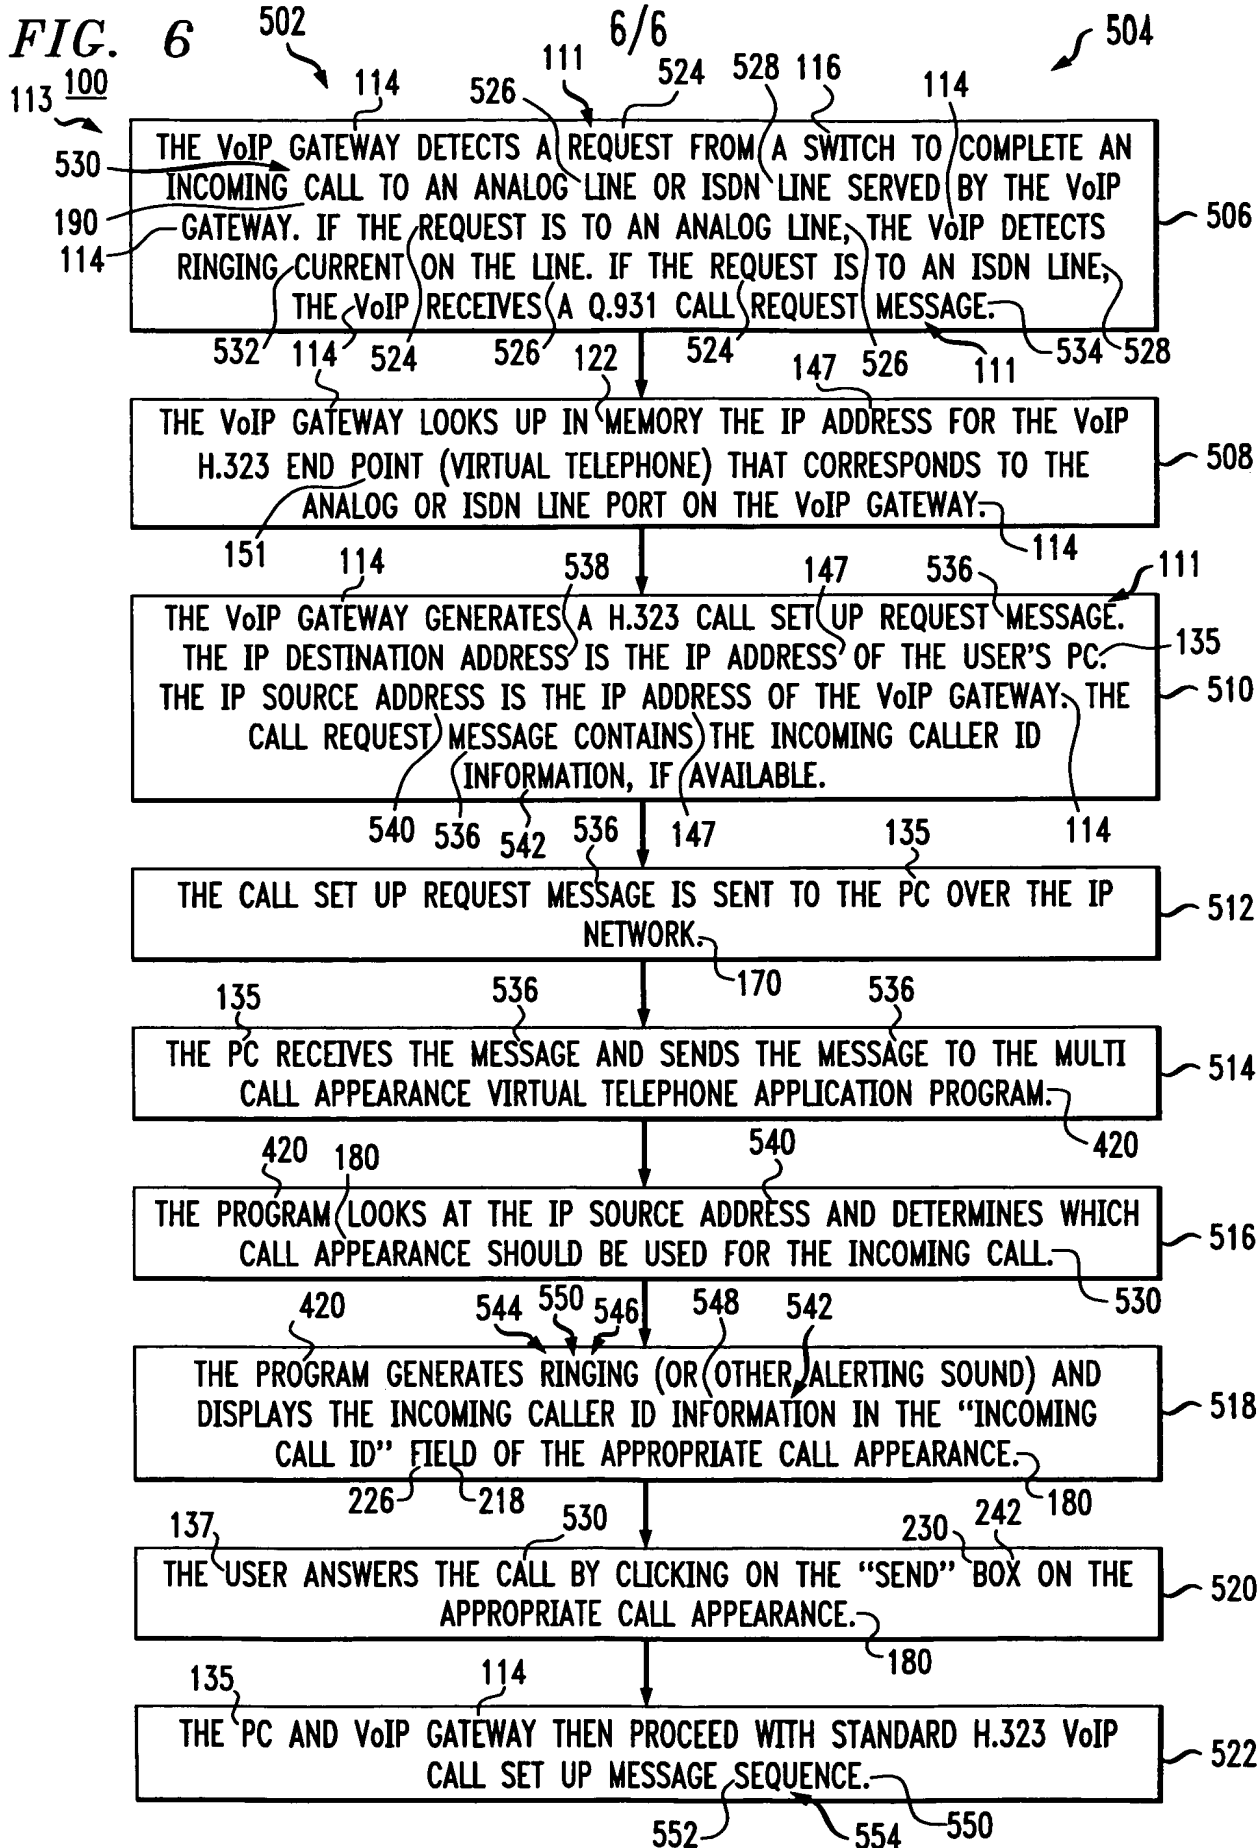 FIG. 6
6/6
502
504
100
113
114
526
111
524
528
116
114
THE VoIP GATEWAY DETECTS A REQUEST FROM A SWITCH TO COMPLETE AN
530
INCOMING CALL TO AN ANALOG LINE OR ISDN LINE SERVED BY THE VoIP
190
GATEWAY. IF THE REQUEST IS TO AN ANALOG LINE, THE VoIP DETECTS
506
114
RINGING CURRENT ON THE LINE. IF THE REQUEST IS TO AN ISDN LINE,
THE VoIP RECEIVES A Q.931 CALL REQUEST MESSAGE.
532
114
524
526
122
524
147
526
111
534
528
THE VoIP GATEWAY LOOKS UP IN MEMORY THE IP ADDRESS FOR THE VoIP
H.323 END POINT (VIRTUAL TELEPHONE) THAT CORRESPONDS TO THE
508
ANALOG OR ISDN LINE PORT ON THE VoIP GATEWAY.
151
114
114
538
147
536
111
THE VoIP GATEWAY GENERATES A H.323 CALL SET UP REQUEST MESSAGE.
THE IP DESTINATION ADDRESS IS THE IP ADDRESS OF THE USER'S PC.
135
THE IP SOURCE ADDRESS IS THE IP ADDRESS OF THE VoIP GATEWAY. THE
510
CALL REQUEST MESSAGE CONTAINS THE INCOMING CALLER ID
INFORMATION, IF AVAILABLE.
540
536
542
536
147
135
114
THE CALL SET UP REQUEST MESSAGE IS SENT TO THE PC OVER THE IP
512
NETWORK.
170
135
536
536
THE PC RECEIVES THE MESSAGE AND SENDS THE MESSAGE TO THE MULTI
514
CALL APPEARANCE VIRTUAL TELEPHONE APPLICATION PROGRAM.
420
420
180
540
THE PROGRAM LOOKS AT THE IP SOURCE ADDRESS AND DETERMINES WHICH
516
CALL APPEARANCE SHOULD BE USED FOR THE INCOMING CALL.
530
420
544
550
546
548
542
THE PROGRAM GENERATES RINGING (OR OTHER ALERTING SOUND) AND
DISPLAYS THE INCOMING CALLER ID INFORMATION IN THE “INCOMING
518
CALL ID” FIELD OF THE APPROPRIATE CALL APPEARANCE.
226
218
180
137
530
230
242
THE USER ANSWERS THE CALL BY CLICKING ON THE “SEND” BOX ON THE
520
APPROPRIATE CALL APPEARANCE.
180
135
114
THE PC AND VoIP GATEWAY THEN PROCEED WITH STANDARD H.323 VoIP
522
CALL SET UP MESSAGE SEQUENCE.
550
552
554